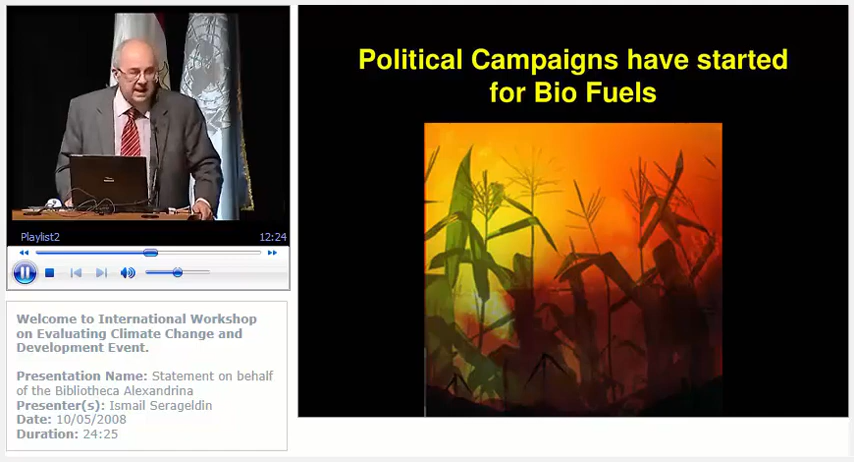 Political Campaigns have started
for Bio Fuels
Playlist2
12:24
Welcome to International Workshop
on Evaluating Climate Change and
Development Event.
Presentation Name: Statement on behalf
of the Bibliotheca Alexandrina
Presenter(s): Ismail Serageldin
Date: 10/05/2008
Duration: 24:25